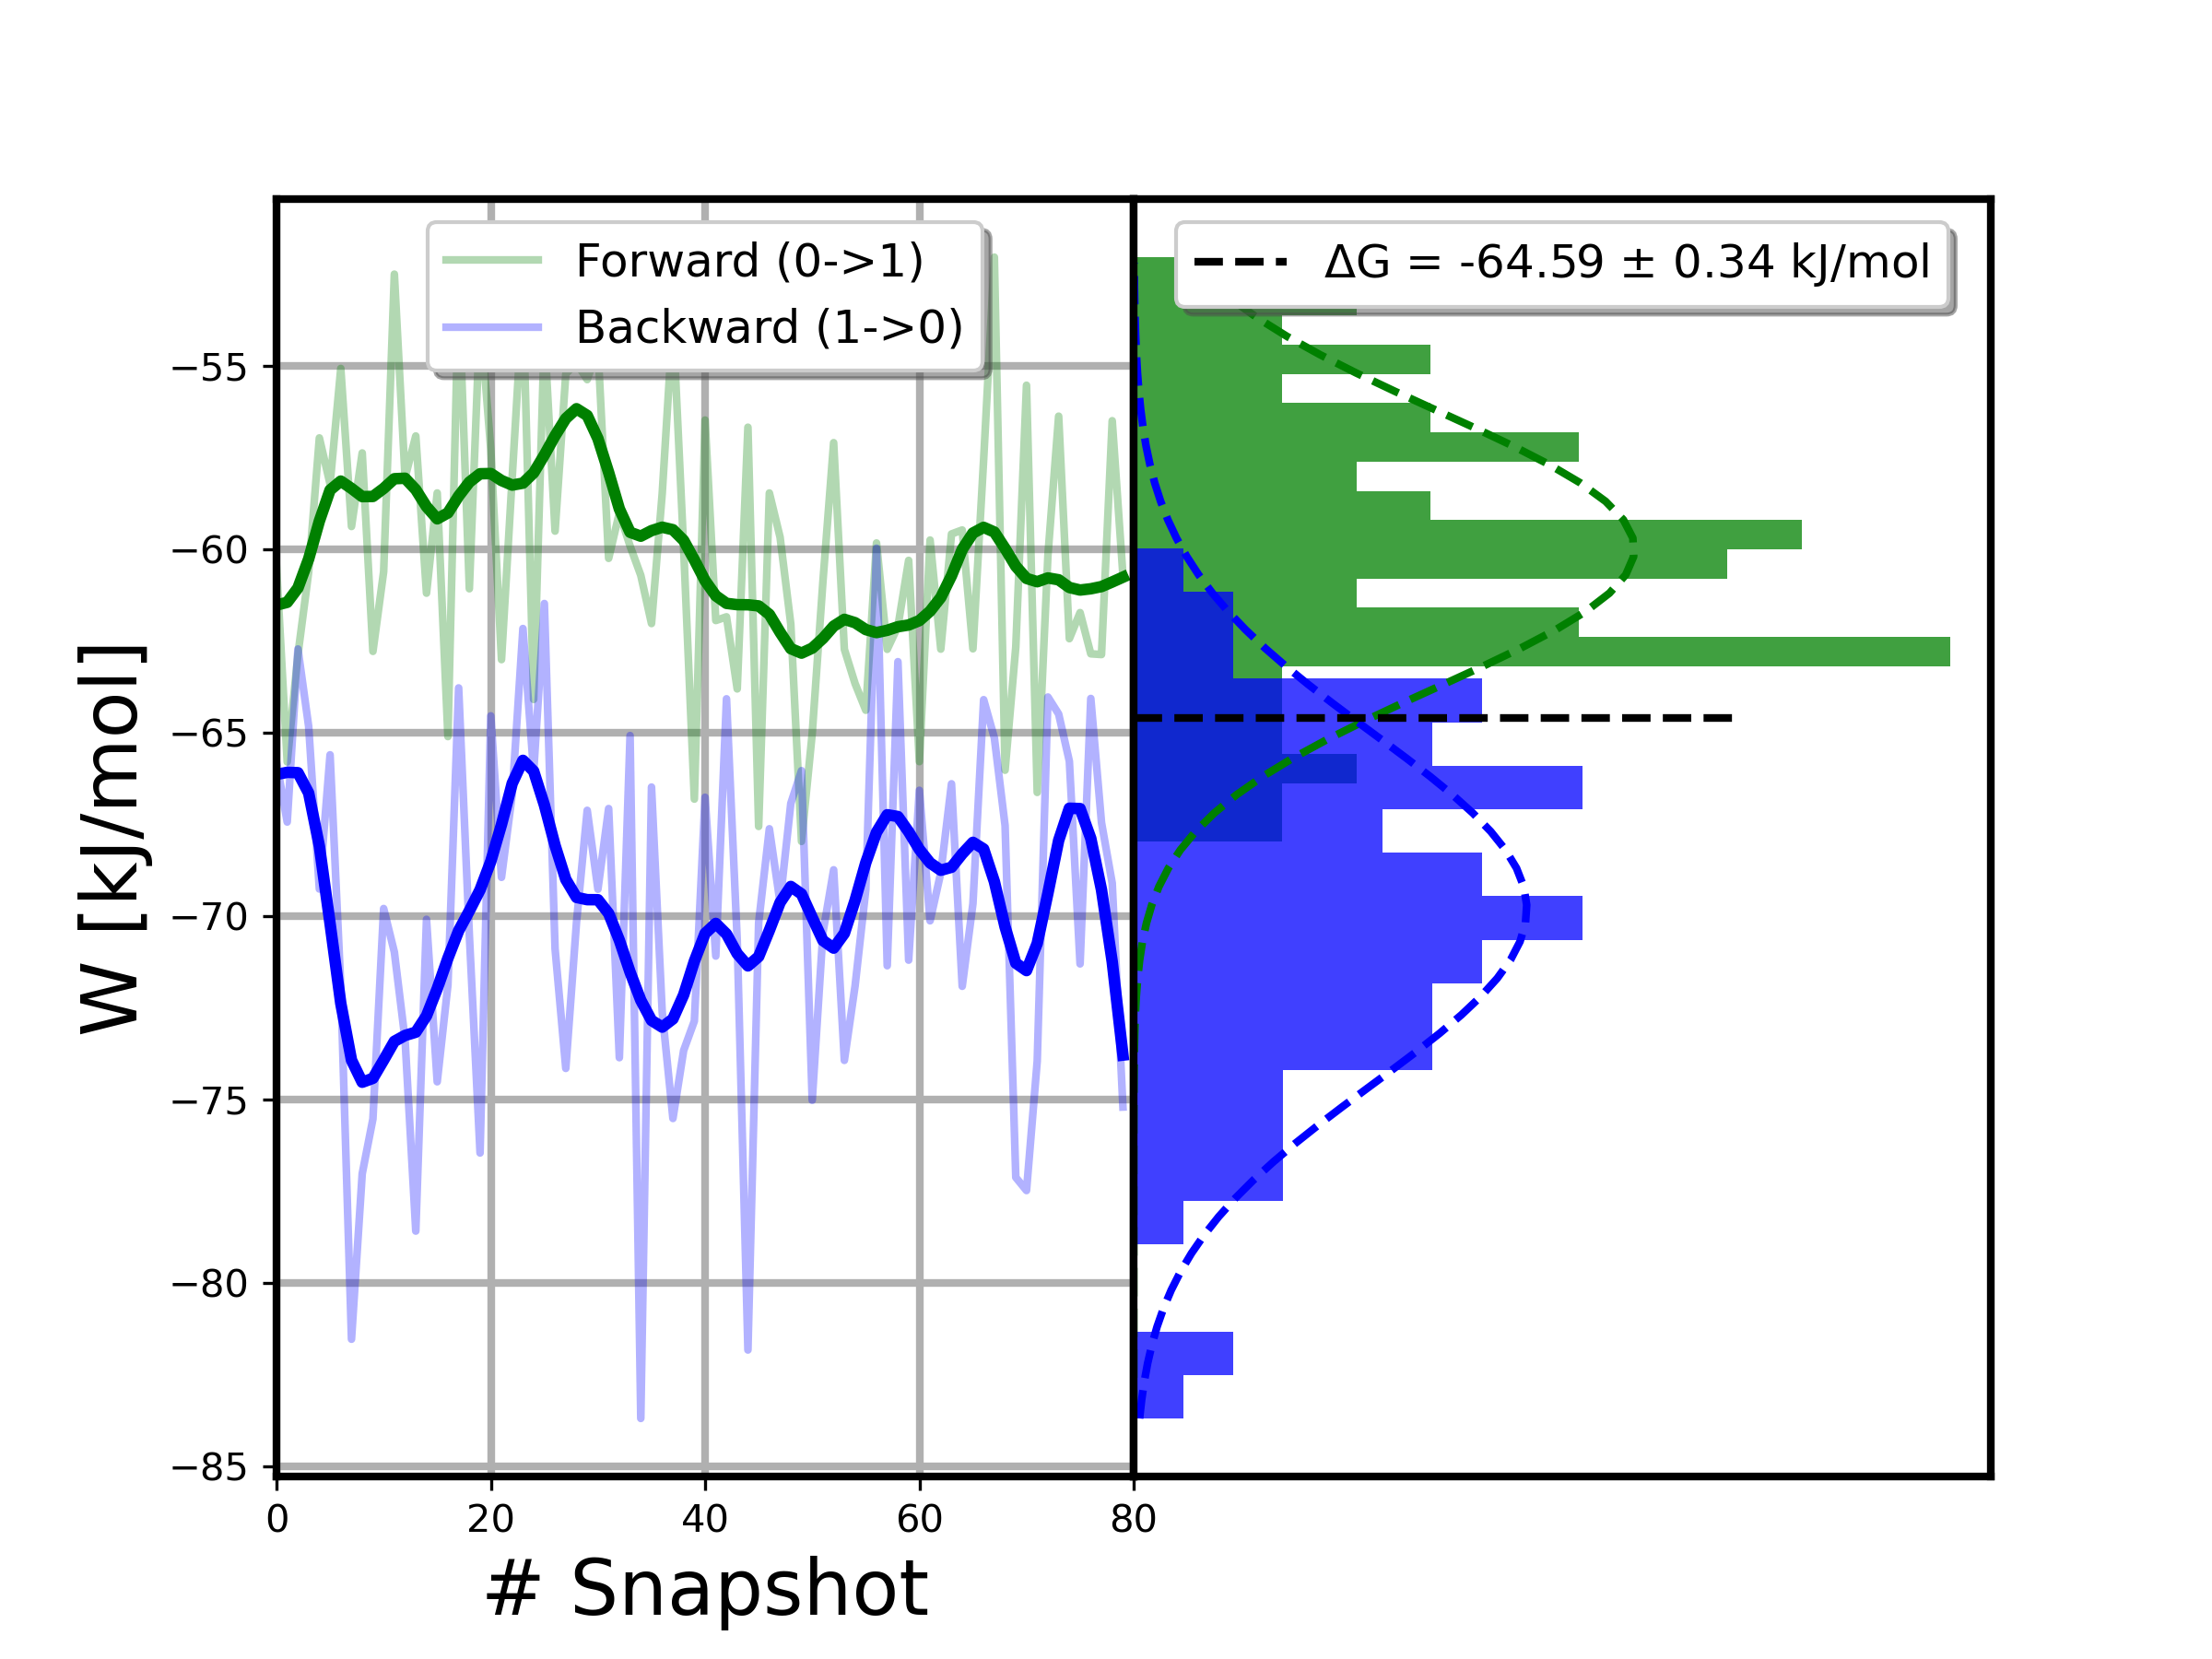 Forward (0->1)
Backward (1->0)
ΔG = -64.59 ± 0.34 kJ/mol
W [kJ/mol]
−55
−60
−65
−70
−75
−80
−85
0 20 40 60 80
# Snapshot